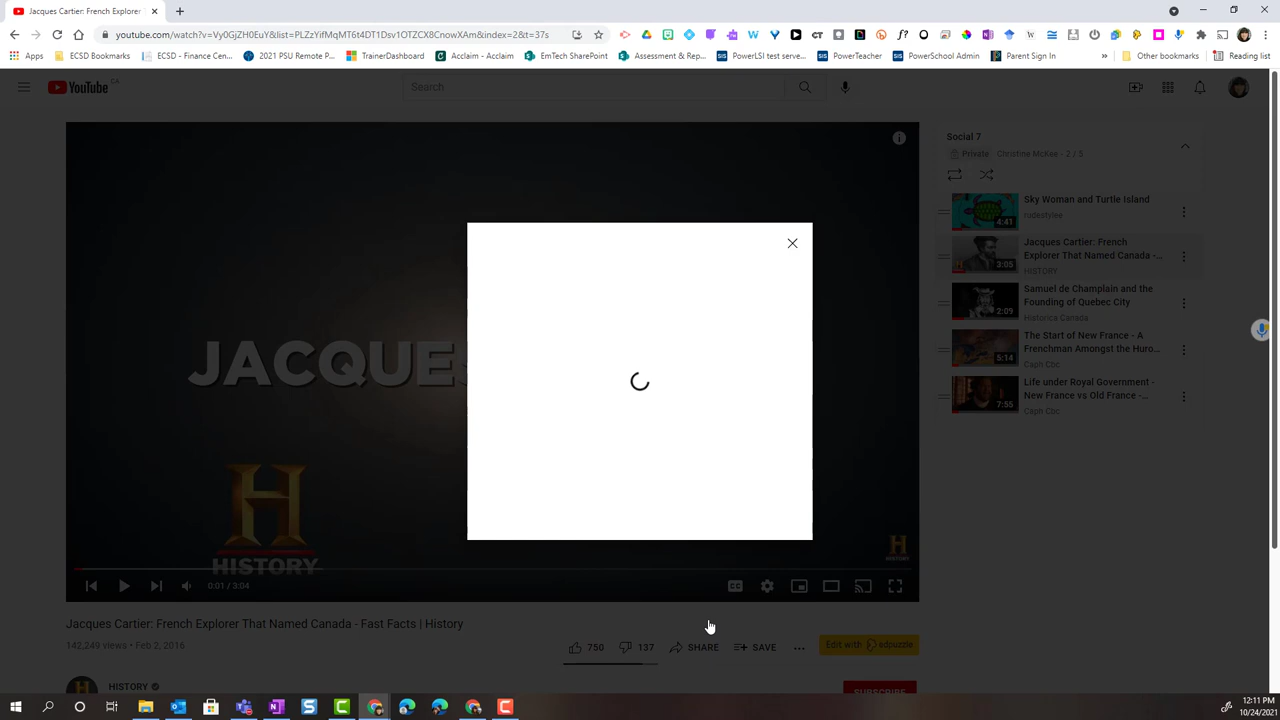 Jacques Cartier: French Explorer
youtube.com/watch?v=Vy0GjZH0EuY&list=PLZzYifMqMT6t4DT1Dsv1OTZCX8CnowXAm&index=2&t=37s
Apps ECSD Bookmarks ECSD - Finance Cen... 2021 PSU Remote P... TrainerDashboard Acclaim - Acclaim EmTech SharePoint Assessment & Rep... PowerLSI test serve... PowerTeacher PowerSchool Admin Parent Sign In » Other bookmarks Reading list
YouTube CA
Search
Social 7
Private Christine McKee - 2 / 5
Sky Woman and Turtle Island
rudestylee
4:41
Jacques Cartier: French
Explorer That Named Canada -...
HISTORY
3:05
Samuel de Champlain and the
Founding of Quebec City
Historica Canada
2:09
The Start of New France - A
Frenchman Amongst the Huro...
Caph Cbc
5:14
Life under Royal Government -
New France vs Old France -...
Caph Cbc
7:55
JACQUES
H
HISTORY
HISTORY
0:01 / 3:04
CC
Jacques Cartier: French Explorer That Named Canada - Fast Facts | History
142,249 views • Feb 2, 2016
750 137 SHARE SAVE ... Edit with edpuzzle
HISTORY
SUBSCRIBE
12:11 PM
10/24/2021